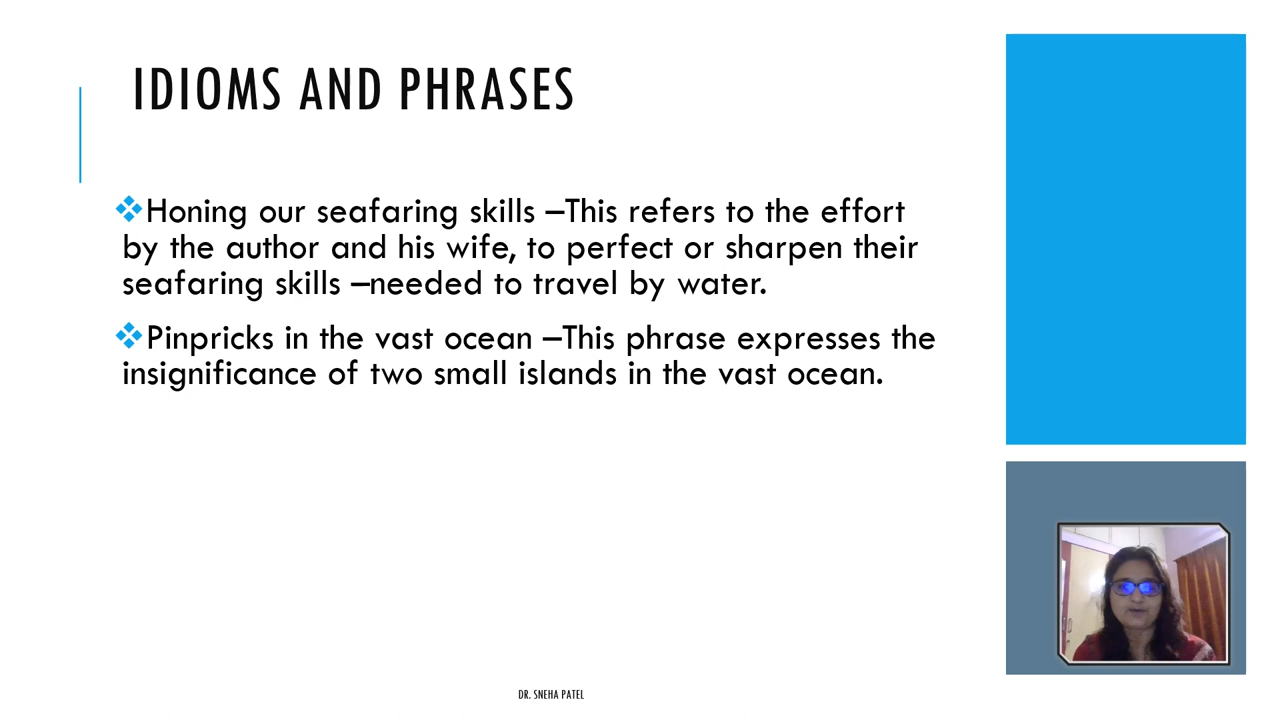 IDIOMS AND PHRASES
❖Honing our seafaring skills –This refers to the effort
by the author and his wife, to perfect or sharpen their
seafaring skills –needed to travel by water.
❖Pinpricks in the vast ocean –This phrase expresses the
insignificance of two small islands in the vast ocean.
DR. SNEHA PATEL